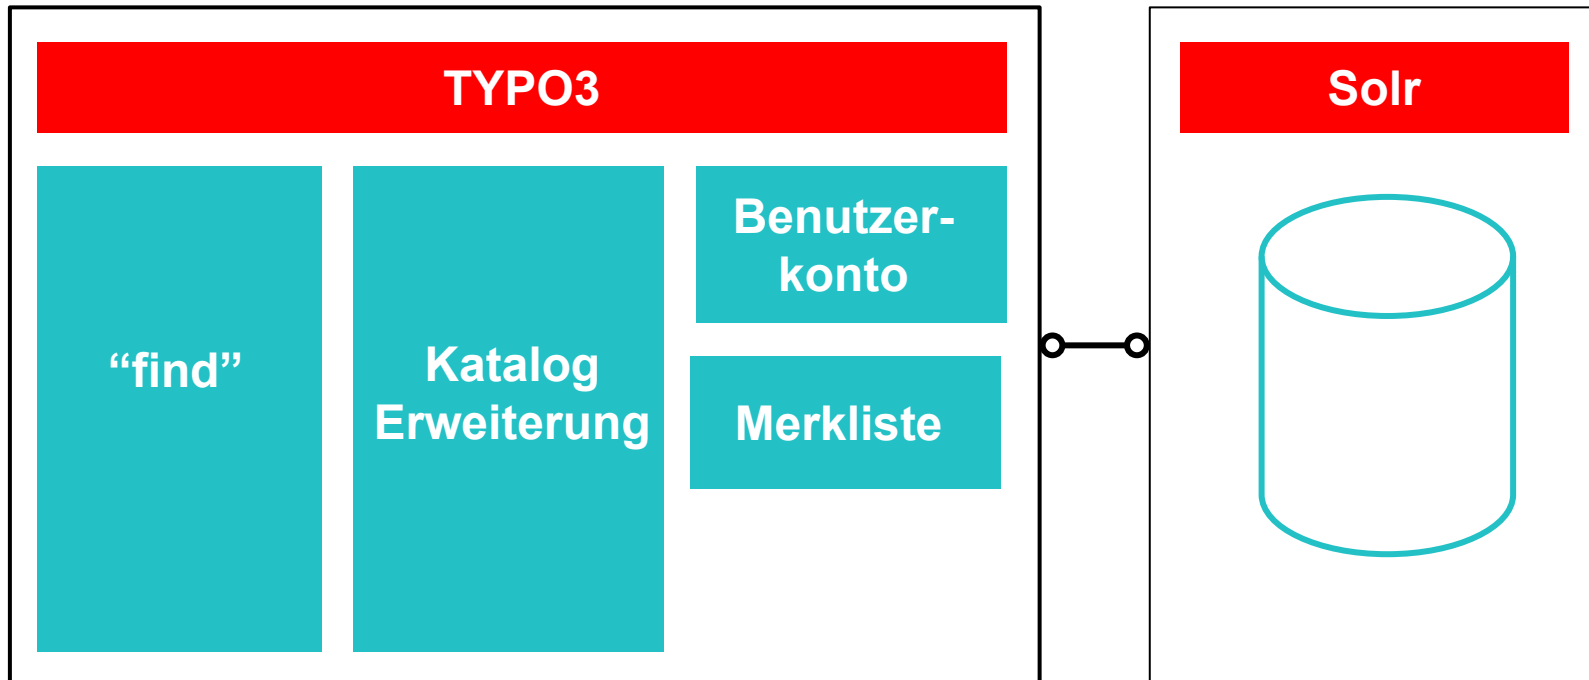 TYPO3
Solr
“find”
Katalog
Erweiterung
Benutzer-
konto
Merkliste